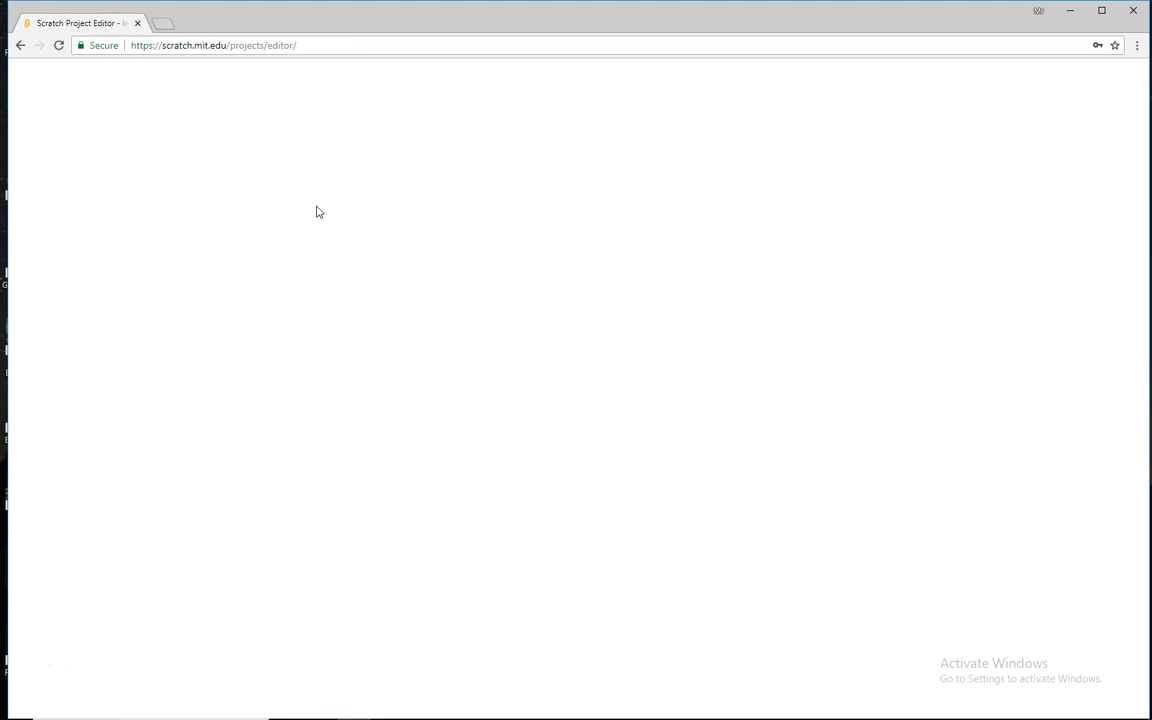 Scratch Project Editor - I
Secure
https://scratch.mit.edu/projects/editor/
Activate Windows
Go to Settings to activate Windows.